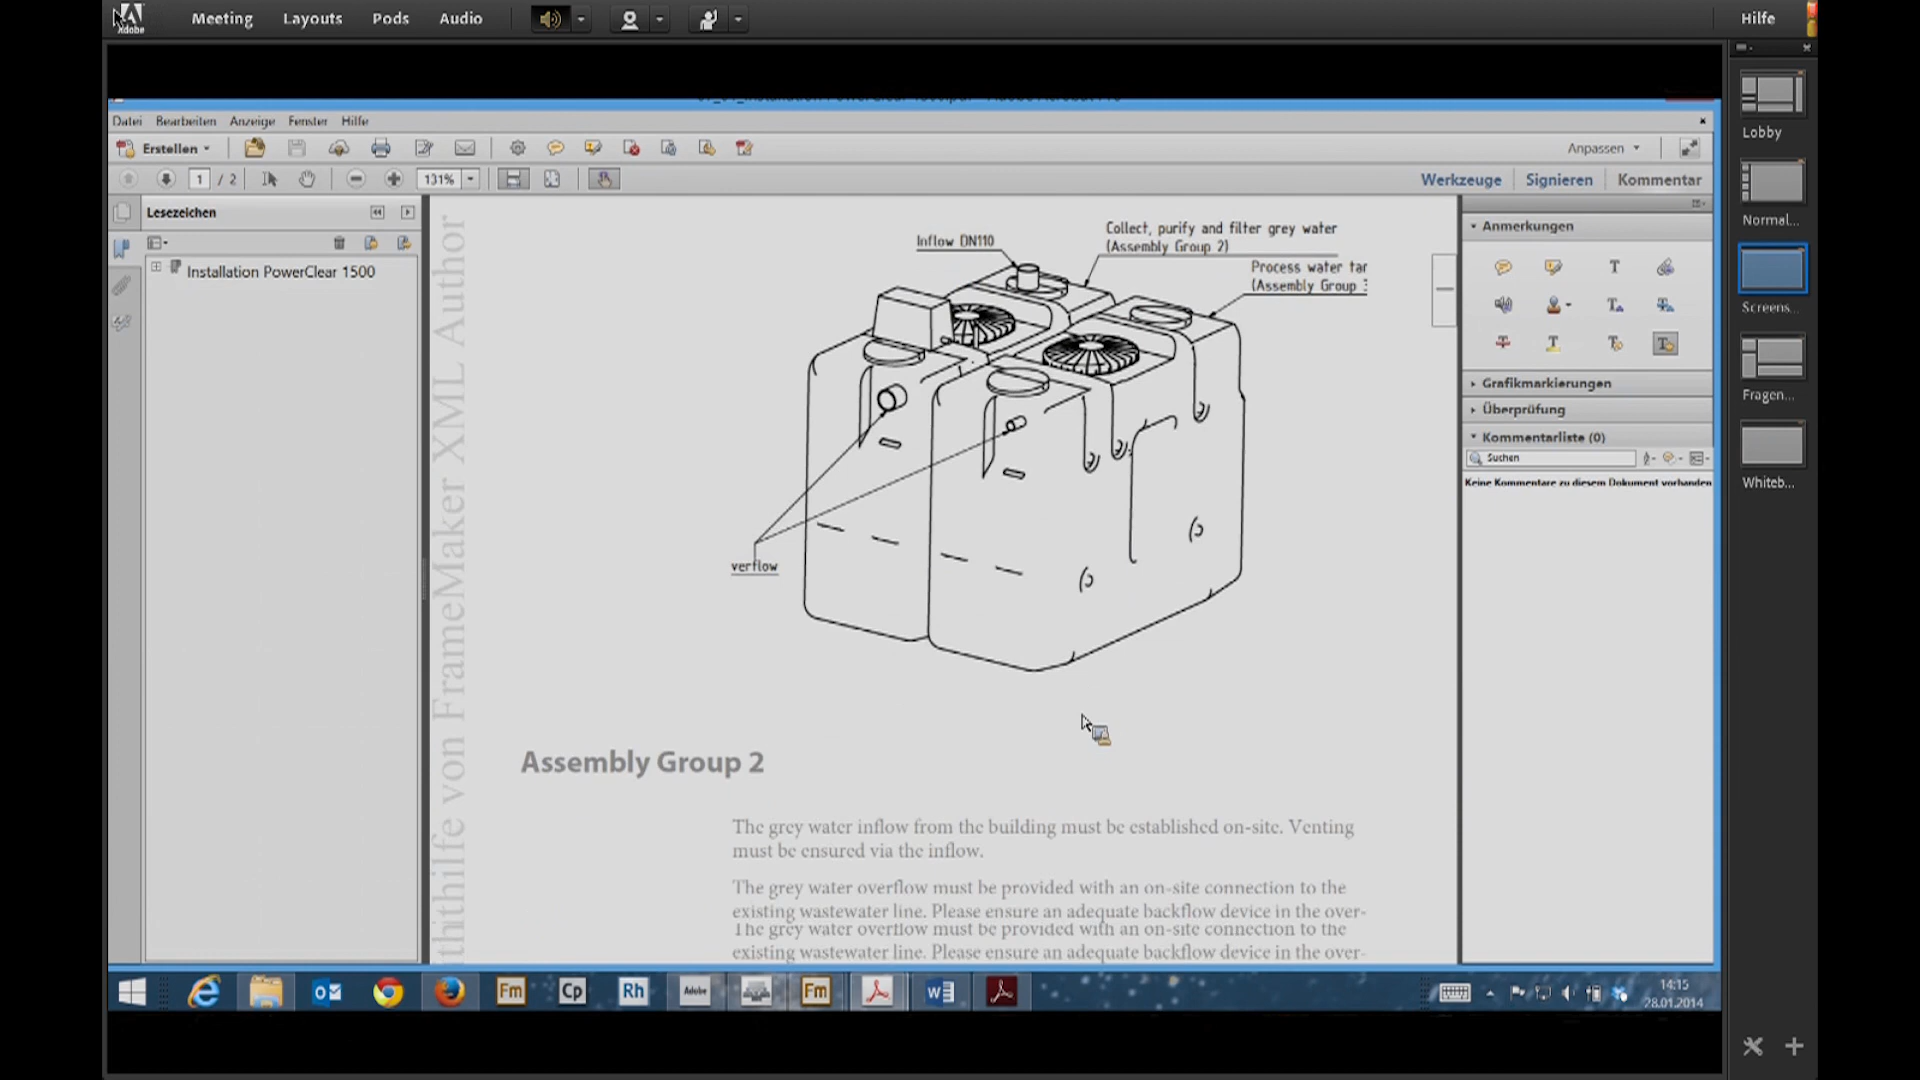 Adobe
Meeting
Layouts
Pods
Audio
Hilfe
Datei Bearbeiten Anzeige Fenster Hilfe
Erstellen
Anpassen
1 / 2
131%
Werkzeuge
Signieren
Kommentar
Lesezeichen
Installation PowerClear 1500
von FrameMaker XML Author
Inflow DN110
Collect, purify and filter grey water
(Assembly Group 2)
Process water tar
(Assembly Group
verflow
Assembly Group 2
The grey water inflow from the building must be established on-site. Venting
must be ensured via the inflow.
The grey water overflow must be provided with an on-site connection to the
existing wastewater line. Please ensure an adequate backflow device in the over-
The grey water overflow must be provided with an on-site connection to the
existing wastewater line. Please ensure an adequate backflow device in the over-
Anmerkungen
Grafikmarkierungen
Überprüfung
Kommentarliste (0)
Suchen
Keine Kommentare zu diesem Dokument vorhanden
Lobby
Normal...
Screens...
Fragen...
Whiteb...
Fm
Cp
Rh
Adobe
Fm
14:15
28.01.2014